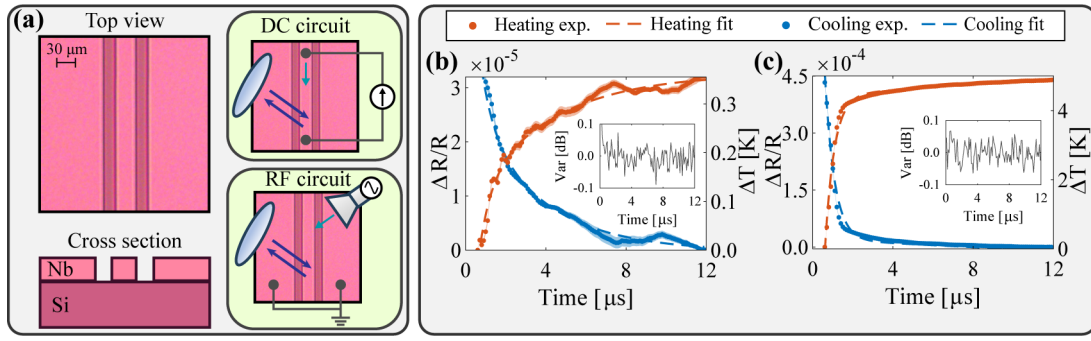 (a)
Top view
30 μm
Cross section
Nb
Si
DC circuit
RF circuit
Heating exp.
Heating fit
Cooling exp.
Cooling fit
(b)
×10⁻⁵
3
2
1
0
ΔR/R
0
4
8
12
Time [μs]
0.3
0.2
0.1
0.0
ΔT [K]
0.1
0.0
-0.1
Var [dB]
0
4
8
12
Time [μs]
(c)
4.5
×10⁻⁴
3.0
1.5
0.0
ΔR/R
0
4
8
12
Time [μs]
4
3
1
0
ΔT [K]
0.1
0.0
-0.1
Var [dB]
0
4
8
12
Time [μs]